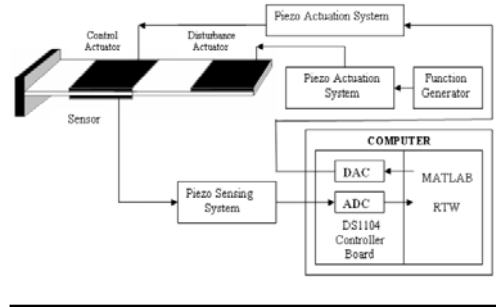 Piezo Actuation System
Control
Actuator
Disturbance
Actuator
Piezo Actuation
System
Function
Generator
Sensor
COMPUTER
DAC
MATLAB
Piezo Sensing
System
ADC
RTW
DS1104
Controller
Board